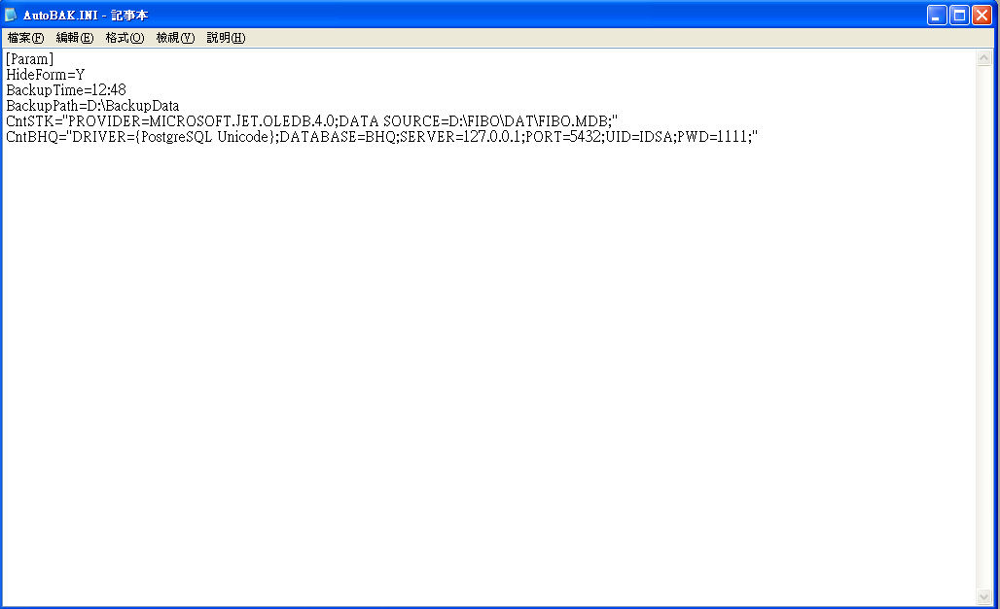 AutoBAK.INI - 記事本
檔案(F) 編輯(E) 格式(O) 檢視(V) 說明(H)
[Param]
HideForm=Y
BackupTime=12:48
BackupPath=D:\BackupData
CntSTK="PROVIDER=MICROSOFT.JET.OLEDB.4.0;DATA SOURCE=D:\FIBO\DAT\FIBO.MDB;"
CntBHQ="DRIVER={PostgreSQL Unicode};DATABASE=BHQ;SERVER=127.0.0.1;PORT=5432;UID=IDSA;PWD=1111;"